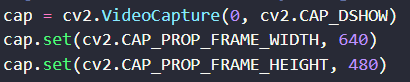 cap = cv2.VideoCapture(0, cv2.CAP_DSHOW)
cap.set(cv2.CAP_PROP_FRAME_WIDTH, 640)
cap.set(cv2.CAP_PROP_FRAME_HEIGHT, 480)